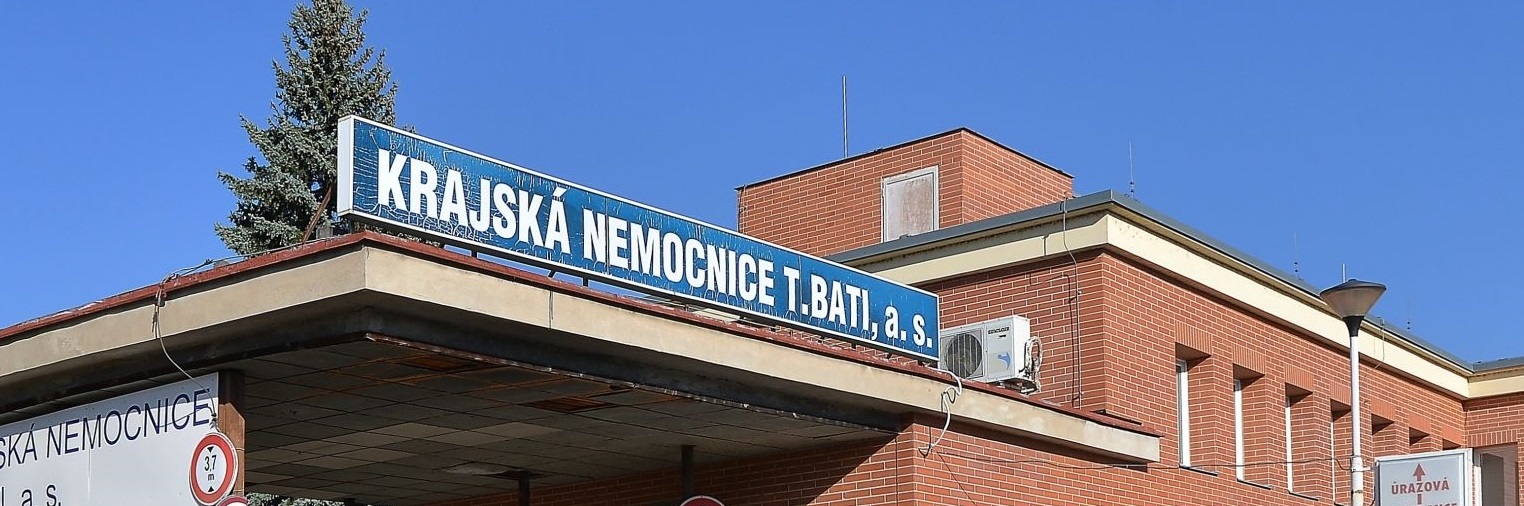 KRAJSKÁ NEMOCNICE T.BATI, a. s.
SKÁ NEMOCNICE
a. s.
3,7
m
ÚRAZOVÁ